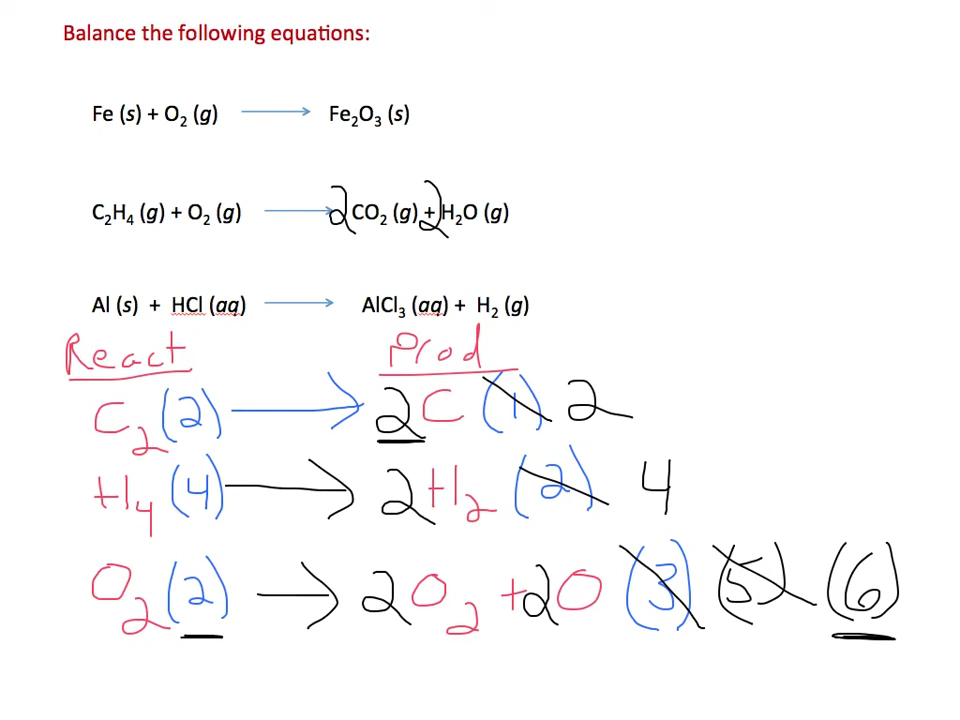 Balance the following equations:
Fe (s) + O₂ (g) → Fe₂O₃ (s)
C₂H₄ (g) + O₂ (g) → 2CO₂ (g) + 2H₂O (g)
Al (s) + HCl (aq) → AlCl₃ (aq) + H₂ (g)
React Prod
C₂ (2) → 2C (1) 2
H₄ (4) → 2H₂ (2) 4
O₂ (2) → 2O₂ + 2O (3) (5) (6)